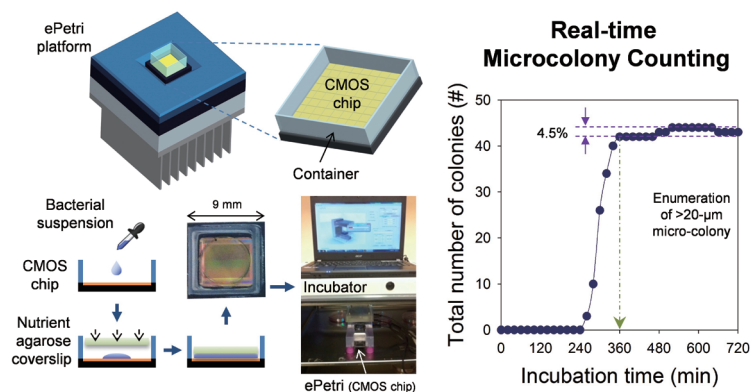 ePetri
platform
CMOS
chip
Container
Bacterial
suspension
CMOS
chip
Nutrient
agarose
coverslip
9 mm
Incubator
ePetri (CMOS chip)
Real-time
Microcolony Counting
Total number of colonies (#)
50
40
30
20
10
0
4.5%
Enumeration
of >20-µm
micro-colony
0 120 240 360 480 600 720
Incubation time (min)